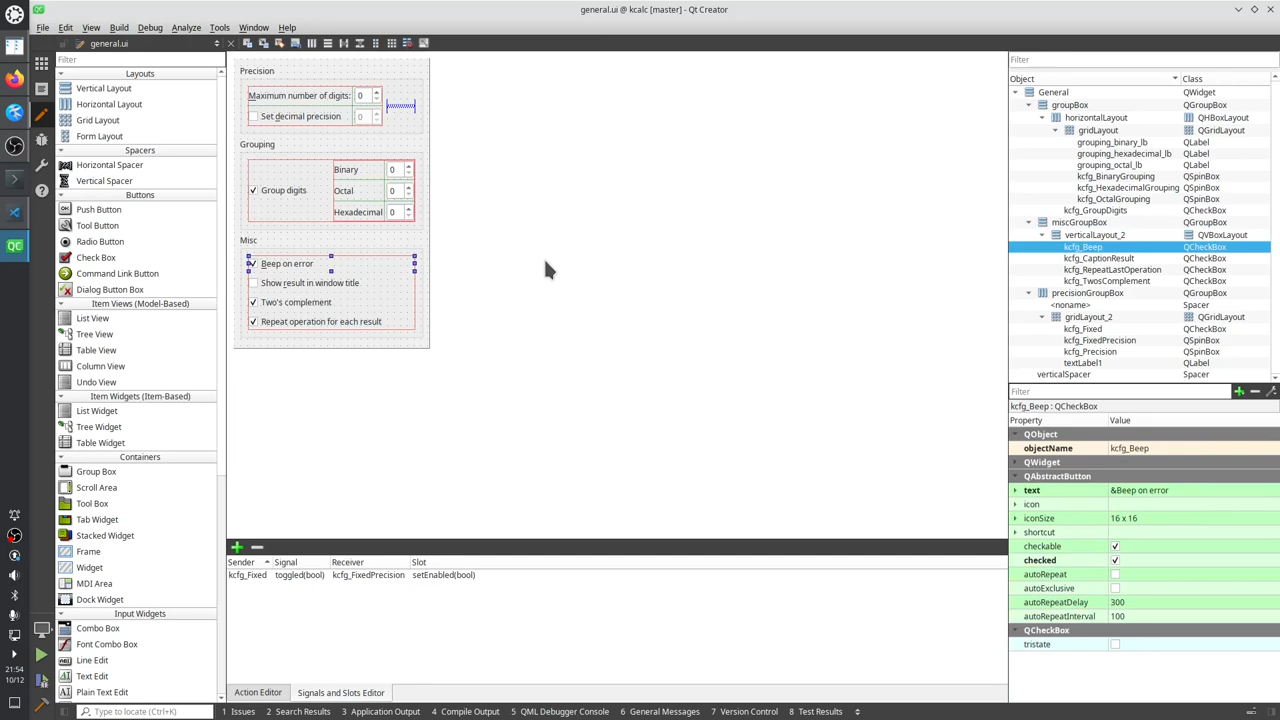 general.ui @ kcalc [master] - Qt Creator
File Edit View Build Debug Analyze Tools Window Help
general.ui
Filter
Layouts
Vertical Layout
Horizontal Layout
Grid Layout
Form Layout
Spacers
Horizontal Spacer
Vertical Spacer
Buttons
Push Button
Tool Button
Radio Button
Check Box
Command Link Button
Dialog Button Box
Item Views (Model-Based)
List View
Tree View
Table View
Column View
Undo View
Item Widgets (Item-Based)
List Widget
Tree Widget
Table Widget
Containers
Group Box
Scroll Area
Tool Box
Tab Widget
Stacked Widget
Frame
Widget
MDI Area
Dock Widget
Input Widgets
Combo Box
Font Combo Box
Line Edit
Text Edit
Plain Text Edit
Precision
Maximum number of digits: 0
Set decimal precision 0
Grouping
Group digits
Binary 0
Octal 0
Hexadecimal 0
Misc
Beep on error
Show result in window title
Two's complement
Repeat operation for each result
Sender Signal Receiver Slot
kcfg_Fixed toggled(bool) kcfg_FixedPrecision setEnabled(bool)
Action Editor Signals and Slots Editor
Filter
Object Class
General QWidget
groupBox QGroupBox
horizontalLayout QHBoxLayout
gridLayout QGridLayout
grouping_binary_lb QLabel
grouping_hexadecimal_lb QLabel
grouping_octal_lb QLabel
kcfg_BinaryGrouping QSpinBox
kcfg_HexadecimalGrouping QSpinBox
kcfg_OctalGrouping QSpinBox
kcfg_GroupDigits QCheckBox
miscGroupBox QGroupBox
verticalLayout_2 QVBoxLayout
kcfg_Beep QCheckBox
kcfg_CaptionResult QCheckBox
kcfg_RepeatLastOperation QCheckBox
kcfg_TwosComplement QCheckBox
precisionGroupBox QGroupBox
<noname> Spacer
gridLayout_2 QGridLayout
kcfg_Fixed QCheckBox
kcfg_FixedPrecision QSpinBox
kcfg_Precision QSpinBox
textLabel1 QLabel
verticalSpacer Spacer
Filter
kcfg_Beep : QCheckBox
Property Value
QObject
objectName kcfg_Beep
QWidget
QAbstractButton
text &Beep on error
icon
iconSize 16 x 16
shortcut
checkable
checked
autoRepeat
autoExclusive
autoRepeatDelay 300
autoRepeatInterval 100
QCheckBox
tristate
QC
21:54
10/12
Type to locate (Ctrl+K)
1 Issues 2 Search Results 3 Application Output 4 Compile Output 5 QML Debugger Console 6 General Messages 7 Version Control 8 Test Results